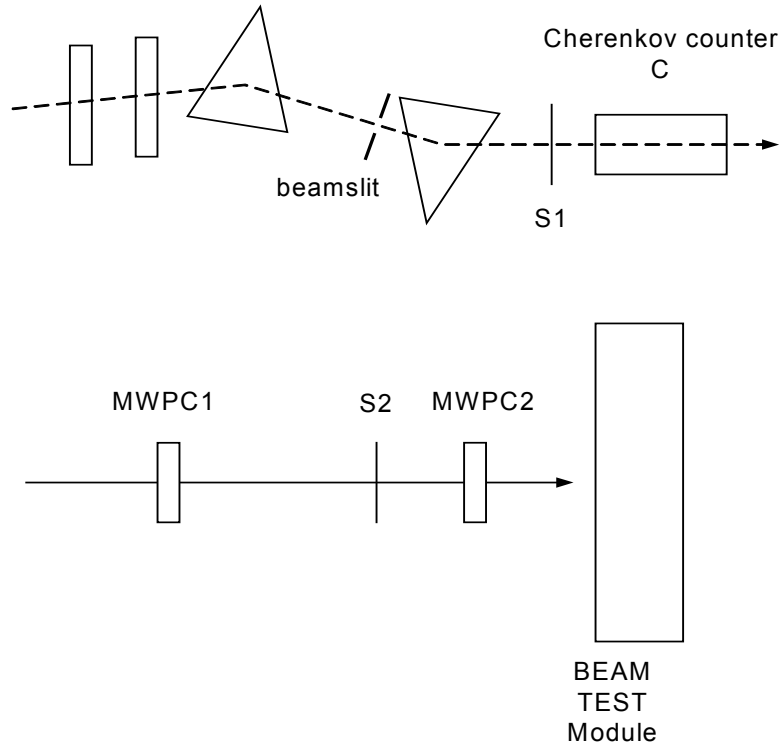 Cherenkov counter
C
beamslit
S1
MWPC1
S2
MWPC2
BEAM
TEST
Module